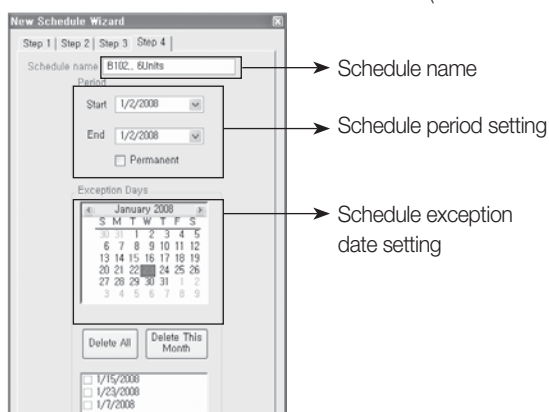 New Schedule Wizard
Step 1 Step 2 Step 3 Step 4
Schedule name B102,, 6Units
Schedule name
Period
Start 1/2/2008
End 1/2/2008
Schedule period setting
Permanent
Exception Days
January 2008
S M T W T F S
30 31 1 2 3 4 5
6 7 8 9 10 11 12
13 14 15 16 17 18 19
20 21 22 24 25 26
27 28 29 30 31 1 2
3 4 5 6 7 8 9
Schedule exception
date setting
Delete All
Delete This
Month
1/15/2008
1/23/2008
1/7/2008